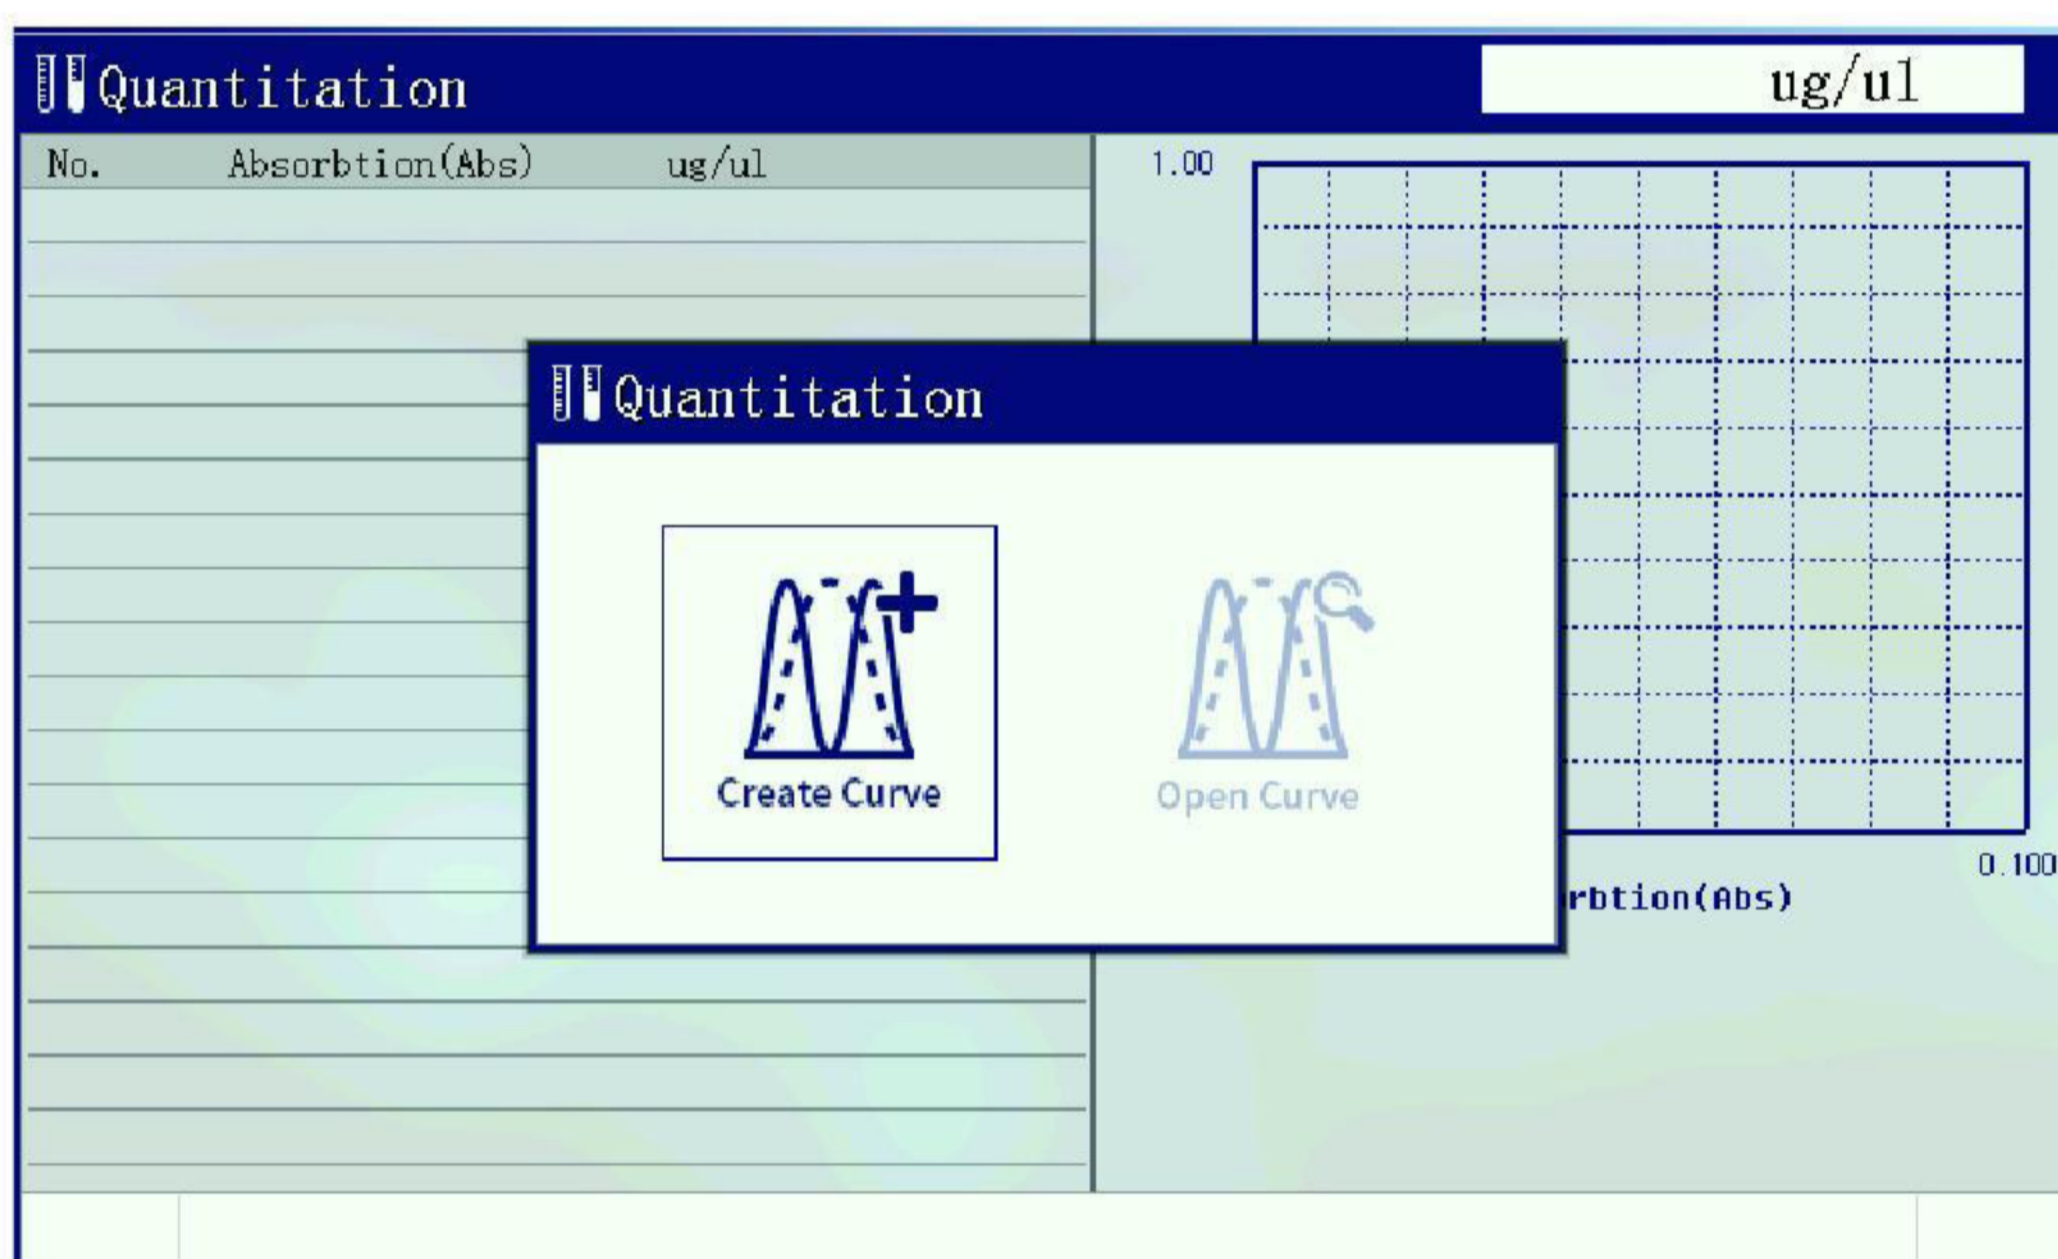 Quantitation
ug/ul
No. Absorbtion(Abs) ug/ul
1.00
Quantitation
Create Curve
Open Curve
0.100
rbtion(Abs)